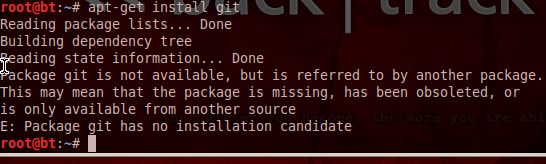 track | track
root@bt:~# apt-get install git
Reading package lists... Done
Building dependency tree
Reading state information... Done
Package git is not available, but is referred to by another package.
This may mean that the package is missing, has been obsoleted, or
is only available from another source
E: Package git has no installation candidate
root@bt:~#